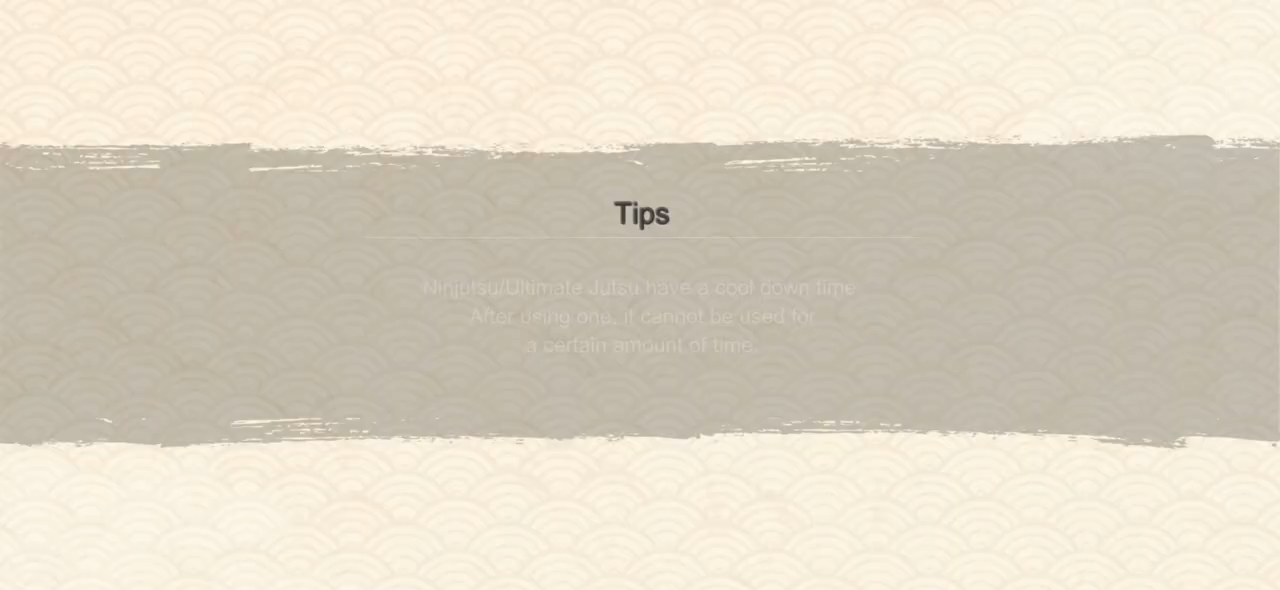 Tips
Ninjutsu/Ultimate Jutsu have a cool down time
After using one, it cannot be used for
a certain amount of time.